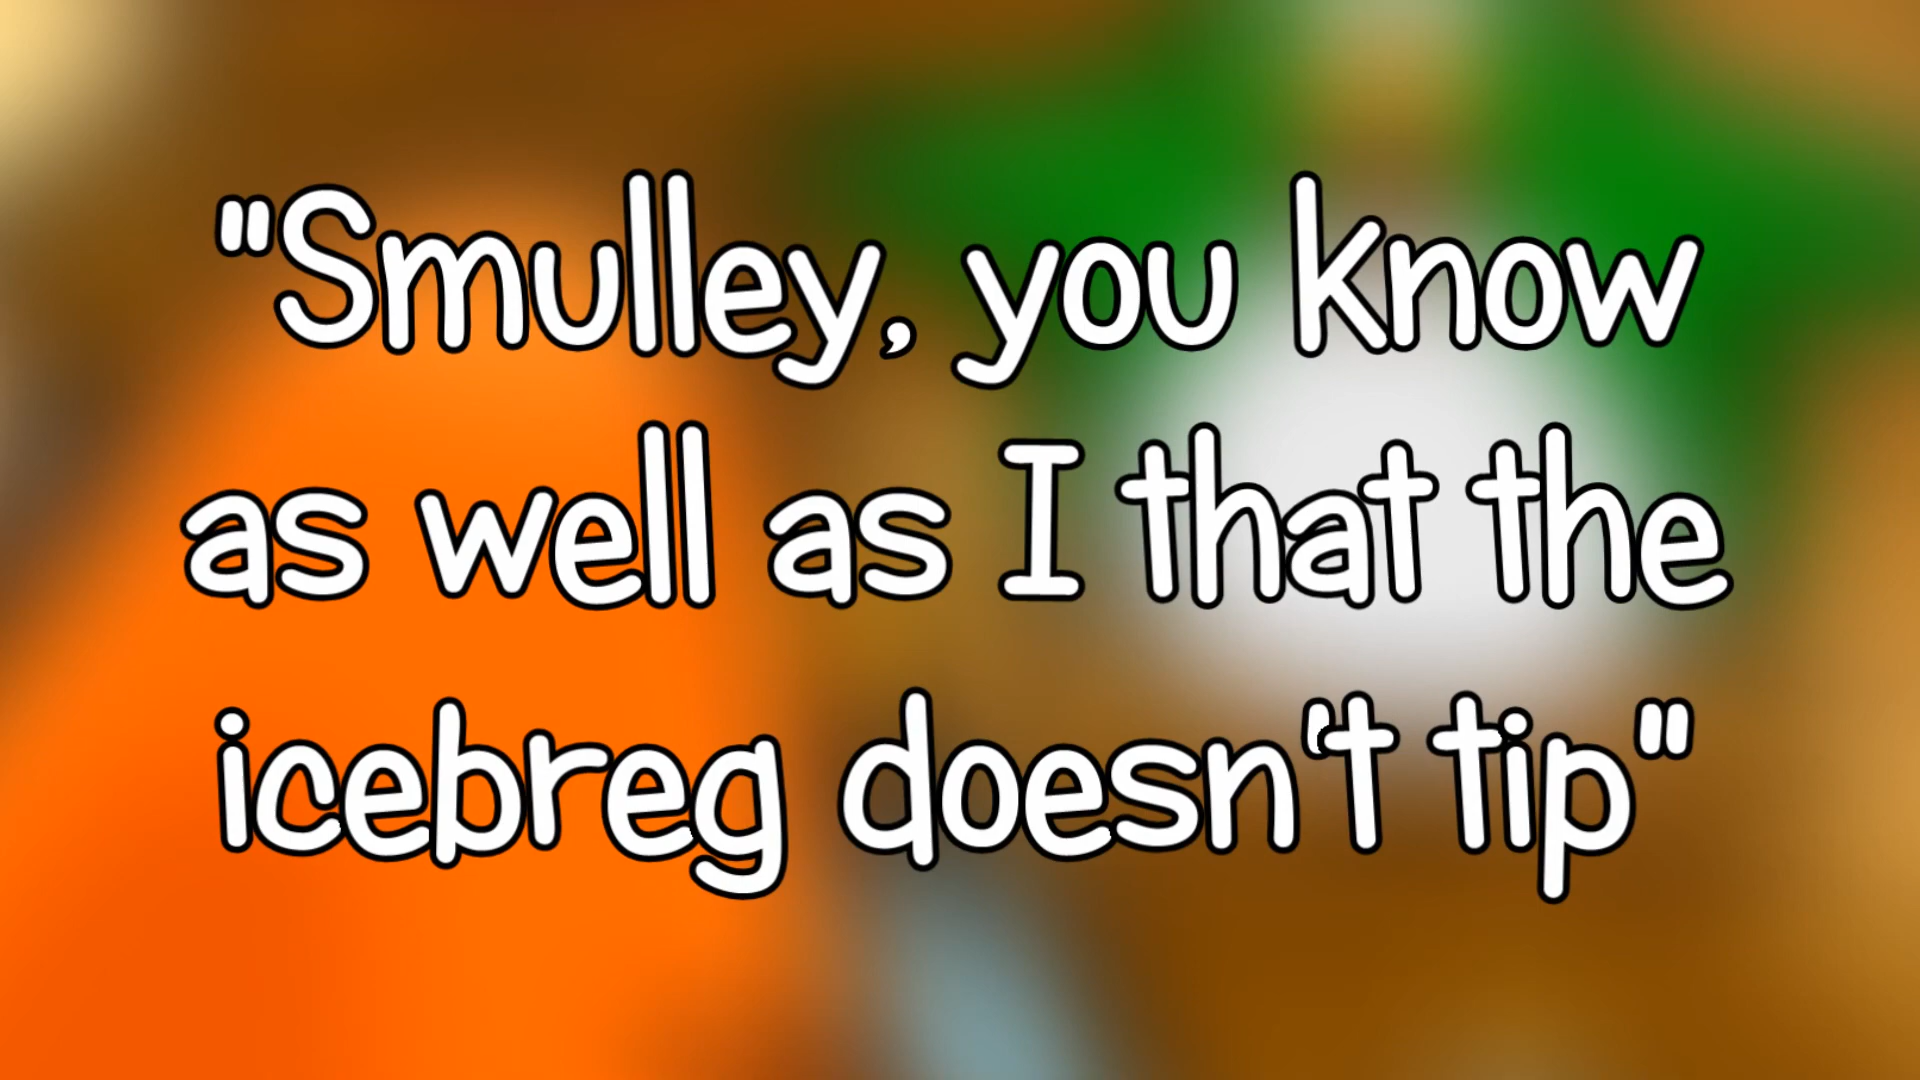 "Smulley, you know
as well as I that the
icebreg doesn't tip"